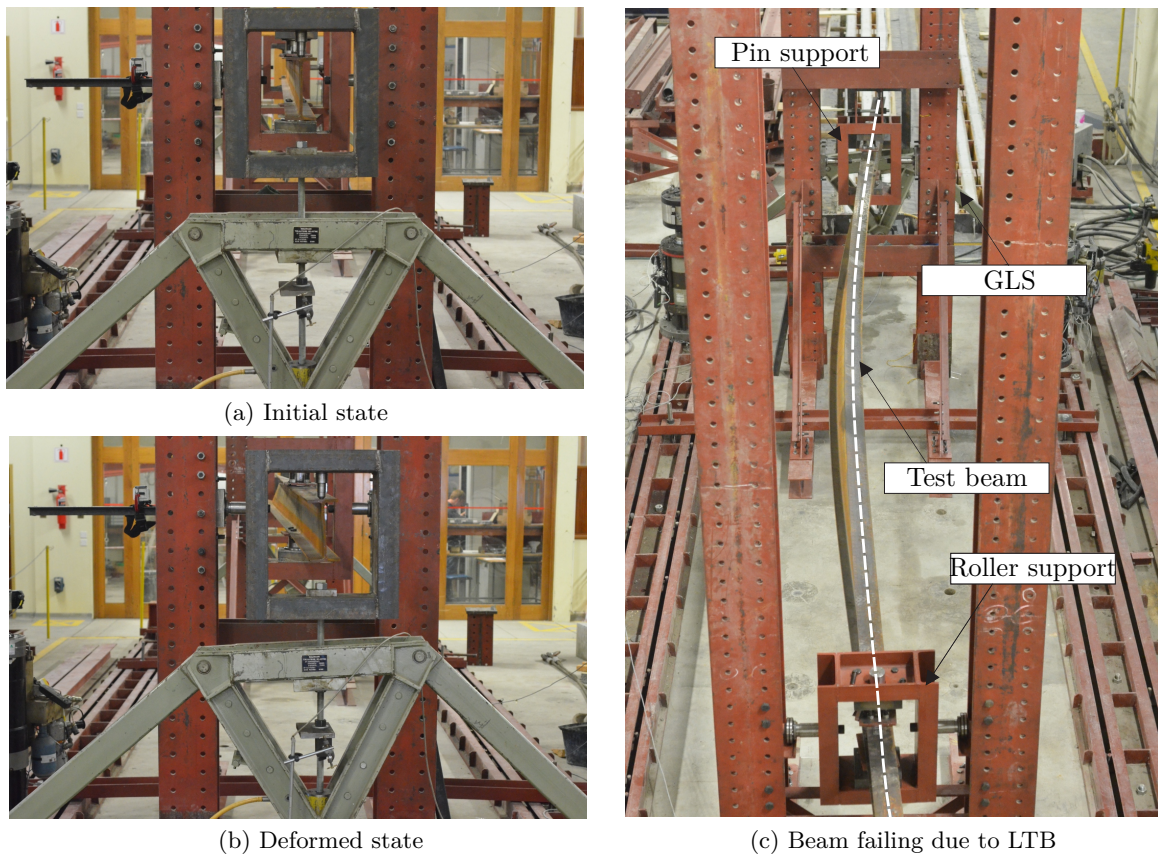 (a) Initial state
(b) Deformed state
Pin support
GLS
Test beam
Roller support
(c) Beam failing due to LTB